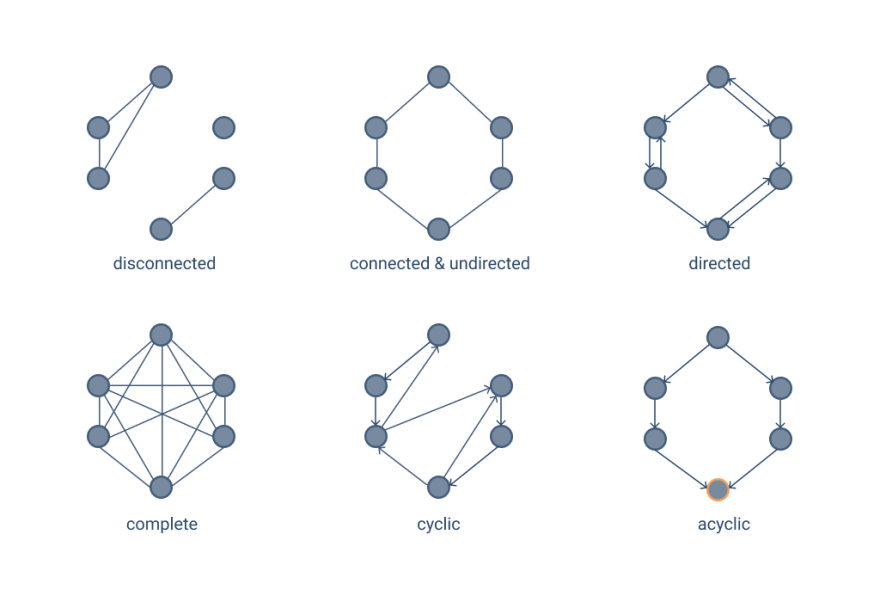 disconnected
connected & undirected
directed
complete
cyclic
acyclic